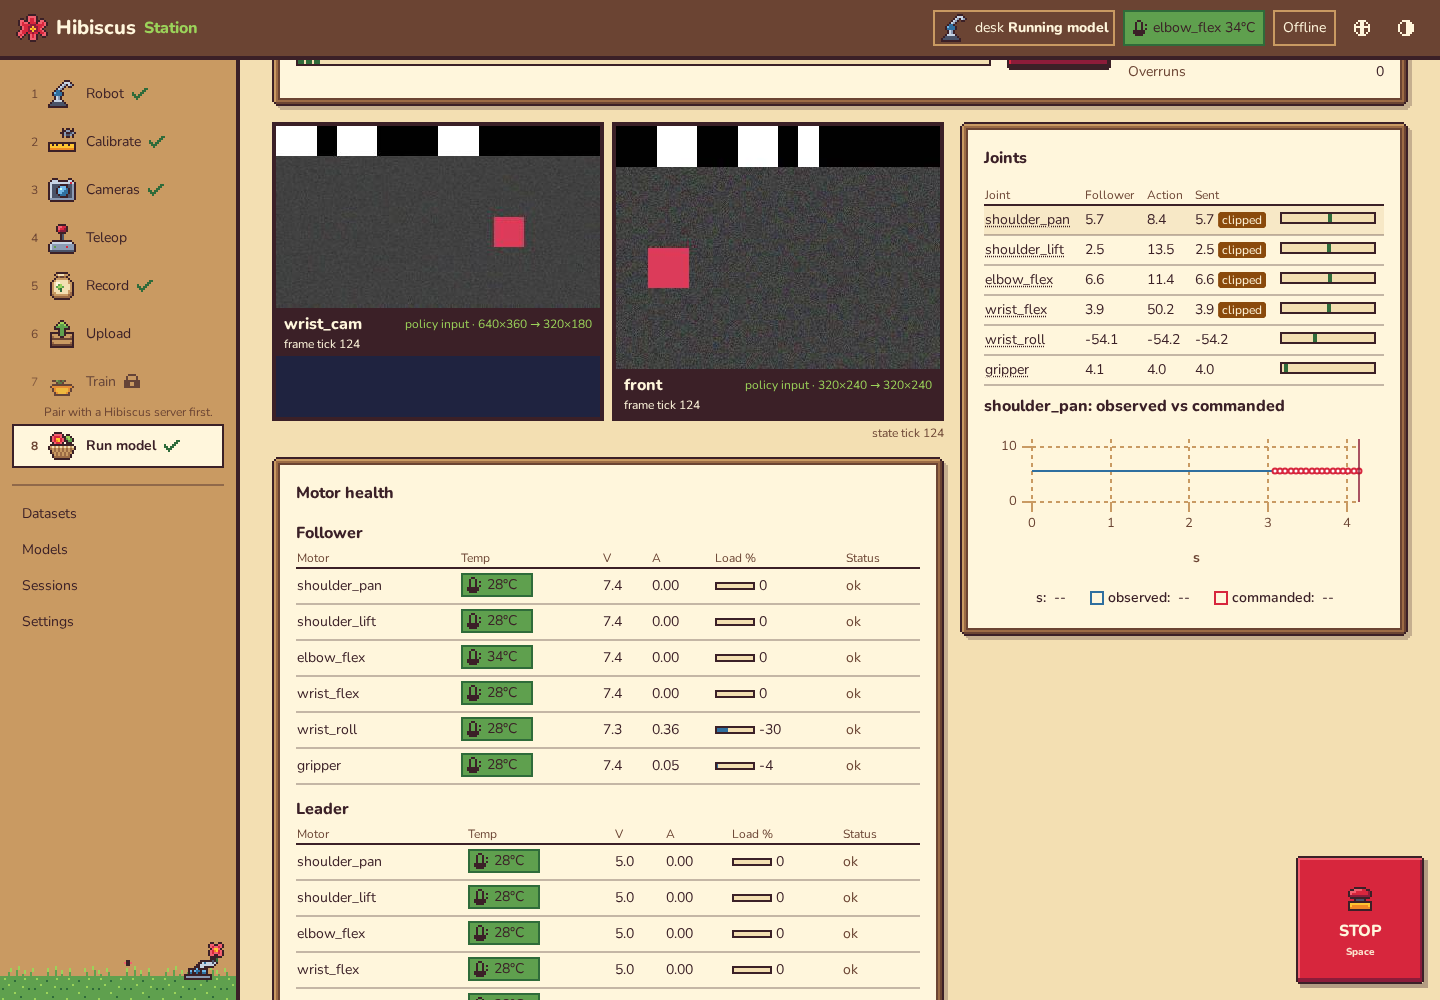 Hibiscus Station
desk Running model
elbow_flex 34°C
Offline
1 Robot
2 Calibrate
3 Cameras
4 Teleop
5 Record
6 Upload
7 Train
Pair with a Hibiscus server first.
8 Run model
Datasets
Models
Sessions
Settings
Overruns 0
wrist_cam policy input · 640×360 → 320×180
frame tick 124
front policy input · 320×240 → 320×240
frame tick 124
state tick 124
Joints
Joint Follower Action Sent
shoulder_pan 5.7 8.4 5.7 clipped
shoulder_lift 2.5 13.5 2.5 clipped
elbow_flex 6.6 11.4 6.6 clipped
wrist_flex 3.9 50.2 3.9 clipped
wrist_roll -54.1 -54.2 -54.2
gripper 4.1 4.0 4.0
shoulder_pan: observed vs commanded
10
0
0 1 2 3 4
s
s: -- observed: -- commanded: --
Motor health
Follower
Motor Temp V A Load % Status
shoulder_pan 28°C 7.4 0.00 0 ok
shoulder_lift 28°C 7.4 0.00 0 ok
elbow_flex 34°C 7.4 0.00 0 ok
wrist_flex 28°C 7.4 0.00 0 ok
wrist_roll 28°C 7.3 0.36 -30 ok
gripper 28°C 7.4 0.05 -4 ok
Leader
Motor Temp V A Load % Status
shoulder_pan 28°C 5.0 0.00 0 ok
shoulder_lift 28°C 5.0 0.00 0 ok
elbow_flex 28°C 5.0 0.00 0 ok
wrist_flex 28°C 5.0 0.00 0 ok
STOP
Space